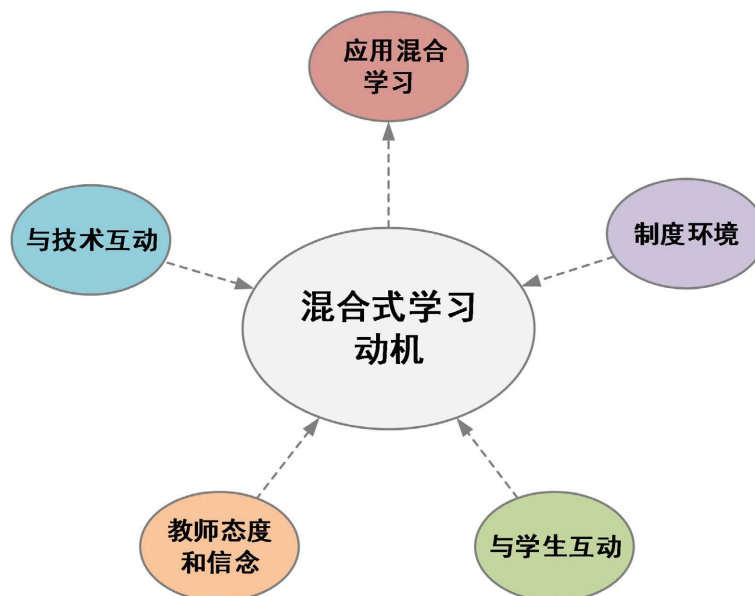 应用混合
学习
与技术互动
制度环境
混合式学习
动机
教师态度
和信念
与学生互动